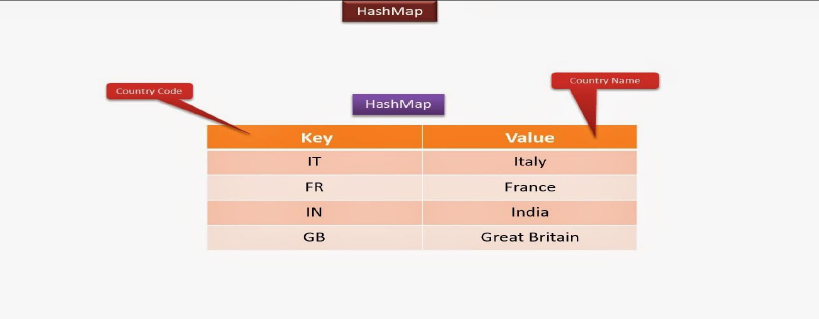 HashMap
Country Code
Country Name
HashMap
Key Value
IT Italy
FR France
IN India
GB Great Britain